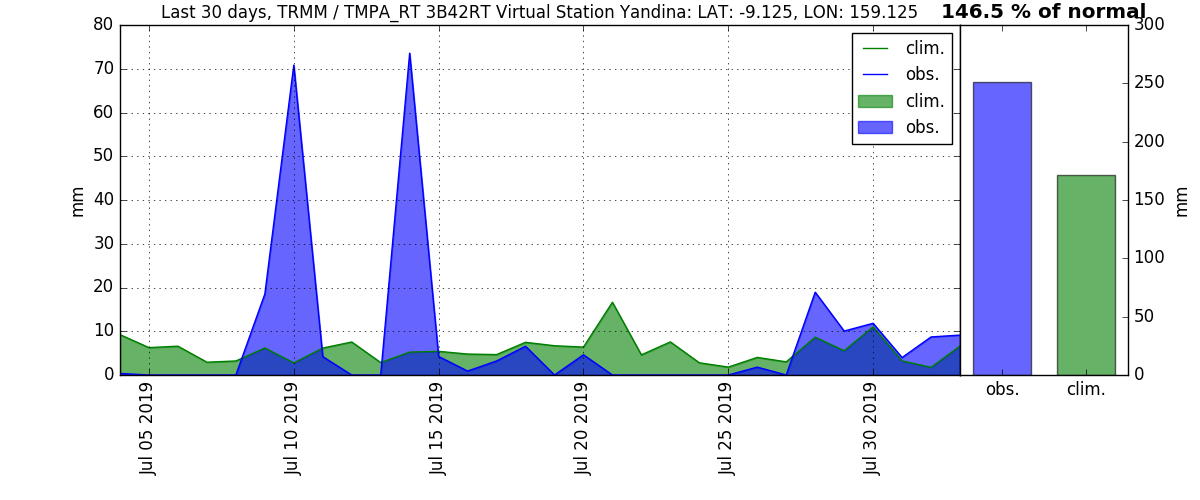 Last 30 days, TRMM / TMPA_RT 3B42RT Virtual Station Yandina: LAT: -9.125, LON: 159.125
146.5 % of normal
80
70
60
50
40
30
20
10
0
mm
clim.
obs.
clim.
obs.
Jul 05 2019
Jul 10 2019
Jul 15 2019
Jul 20 2019
Jul 25 2019
Jul 30 2019
300
250
200
150
100
50
0
mm
obs.
clim.